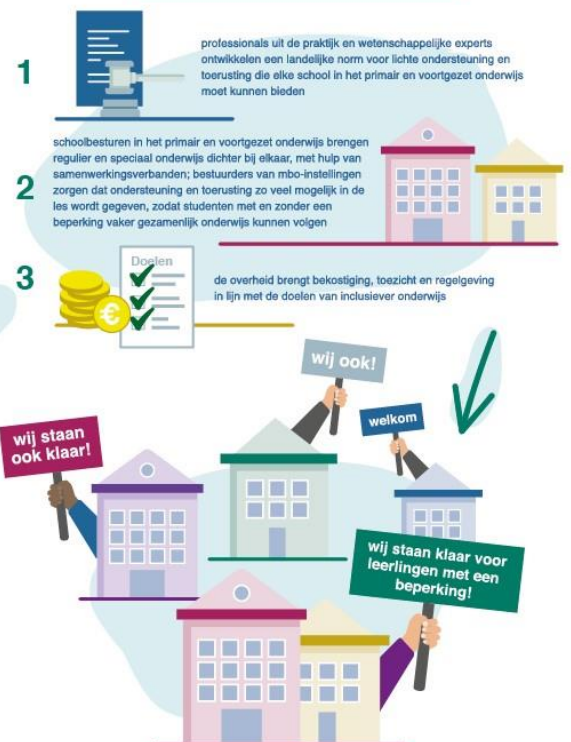 1
professionals uit de praktijk en wetenschappelijke experts
ontwikkelen een landelijke norm voor lichte ondersteuning en
toerusting die elke school in het primair en voortgezet onderwijs
moet kunnen bieden
2
schoolbesturen in het primair en voortgezet onderwijs brengen
regulier en speciaal onderwijs dichter bij elkaar, met hulp van
samenwerkingsverbanden; bestuurders van mbo-instellingen
zorgen dat ondersteuning en toerusting zo veel mogelijk in de
les wordt gegeven, zodat studenten met en zonder een
beperking vaker gezamenlijk onderwijs kunnen volgen
3
Doelen
€
de overheid brengt bekostiging, toezicht en regelgeving
in lijn met de doelen van inclusiever onderwijs
wij ook!
welkom
wij staan
ook klaar!
wij staan klaar voor
leerlingen met een
beperking!